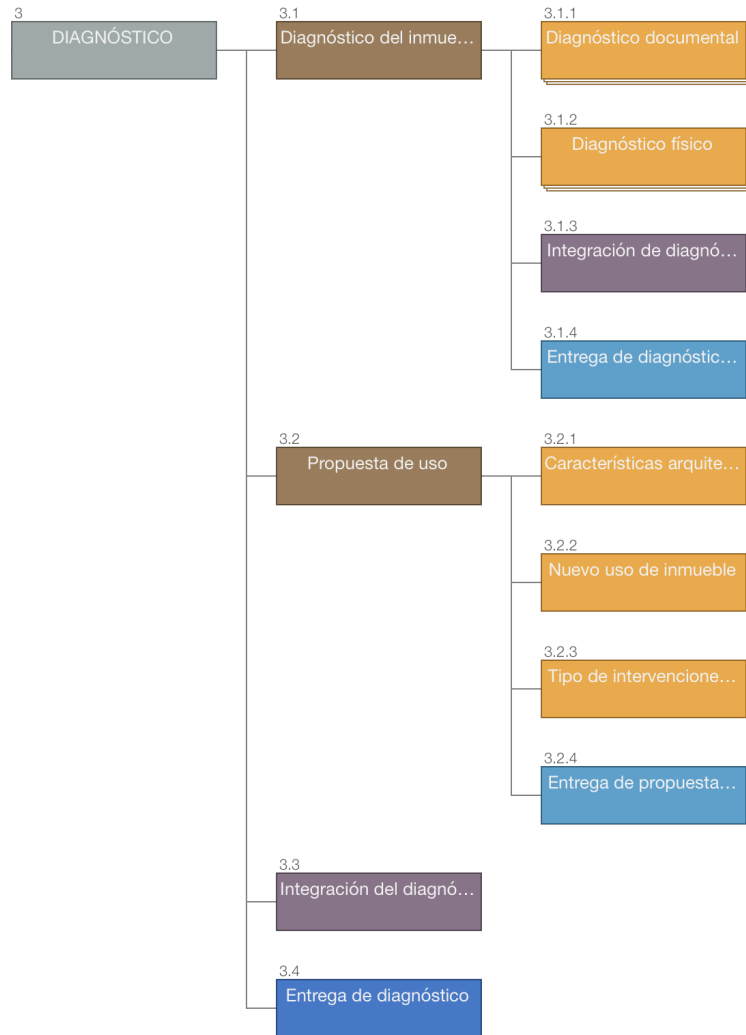 3
DIAGNÓSTICO
3.1
Diagnóstico del inmue...
3.1.1
Diagnóstico documental
3.1.2
Diagnóstico físico
3.1.3
Integración de diagnó...
3.1.4
Entrega de diagnóstic...
3.2
Propuesta de uso
3.2.1
Características arquite...
3.2.2
Nuevo uso de inmueble
3.2.3
Tipo de intervencione...
3.2.4
Entrega de propuesta...
3.3
Integración del diagnó...
3.4
Entrega de diagnóstico